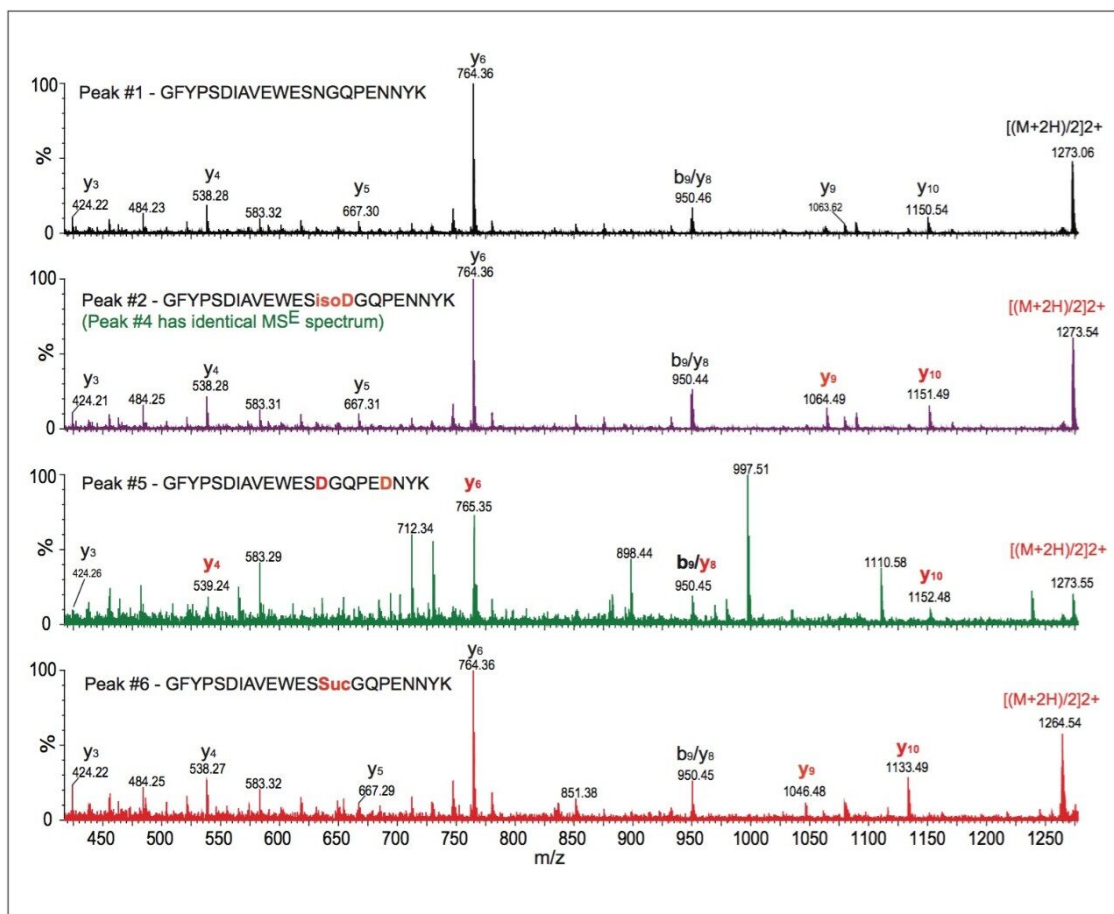 y6
764.36
100
Peak #1 - GFYPSDIAVEWESNGQPENNYK
[(M+2H)/2]2+
1273.06
%
y3
424.22
484.23
y4
538.28
583.32
y5
667.30
b9/y8
950.46
y9
1063.62
y10
1150.54
0
y6
764.36
100
Peak #2 - GFYPSDIAVEWESisoDGQPENNYK
(Peak #4 has identical MSE spectrum)
[(M+2H)/2]2+
1273.54
%
y3
424.21
484.25
y4
538.28
583.31
y5
667.31
b9/y8
950.44
y9
1064.49
y10
1151.49
0
100
Peak #5 - GFYPSDIAVEWESDGQPEDNYK
y6
765.35
997.51
%
y3
424.26
y4
539.24
583.29
712.34
898.44
b9/y8
950.45
1110.58
y10
1152.48
[(M+2H)/2]2+
1273.55
0
y6
764.36
100
Peak #6 - GFYPSDIAVEWESSucGQPENNYK
[(M+2H)/2]2+
1264.54
%
y3
424.22
484.25
y4
538.27
583.32
y5
667.29
851.38
b9/y8
950.45
y9
1046.48
y10
1133.49
0
450 500 550 600 650 700 750 800 850 900 950 1000 1050 1100 1150 1200 1250
m/z